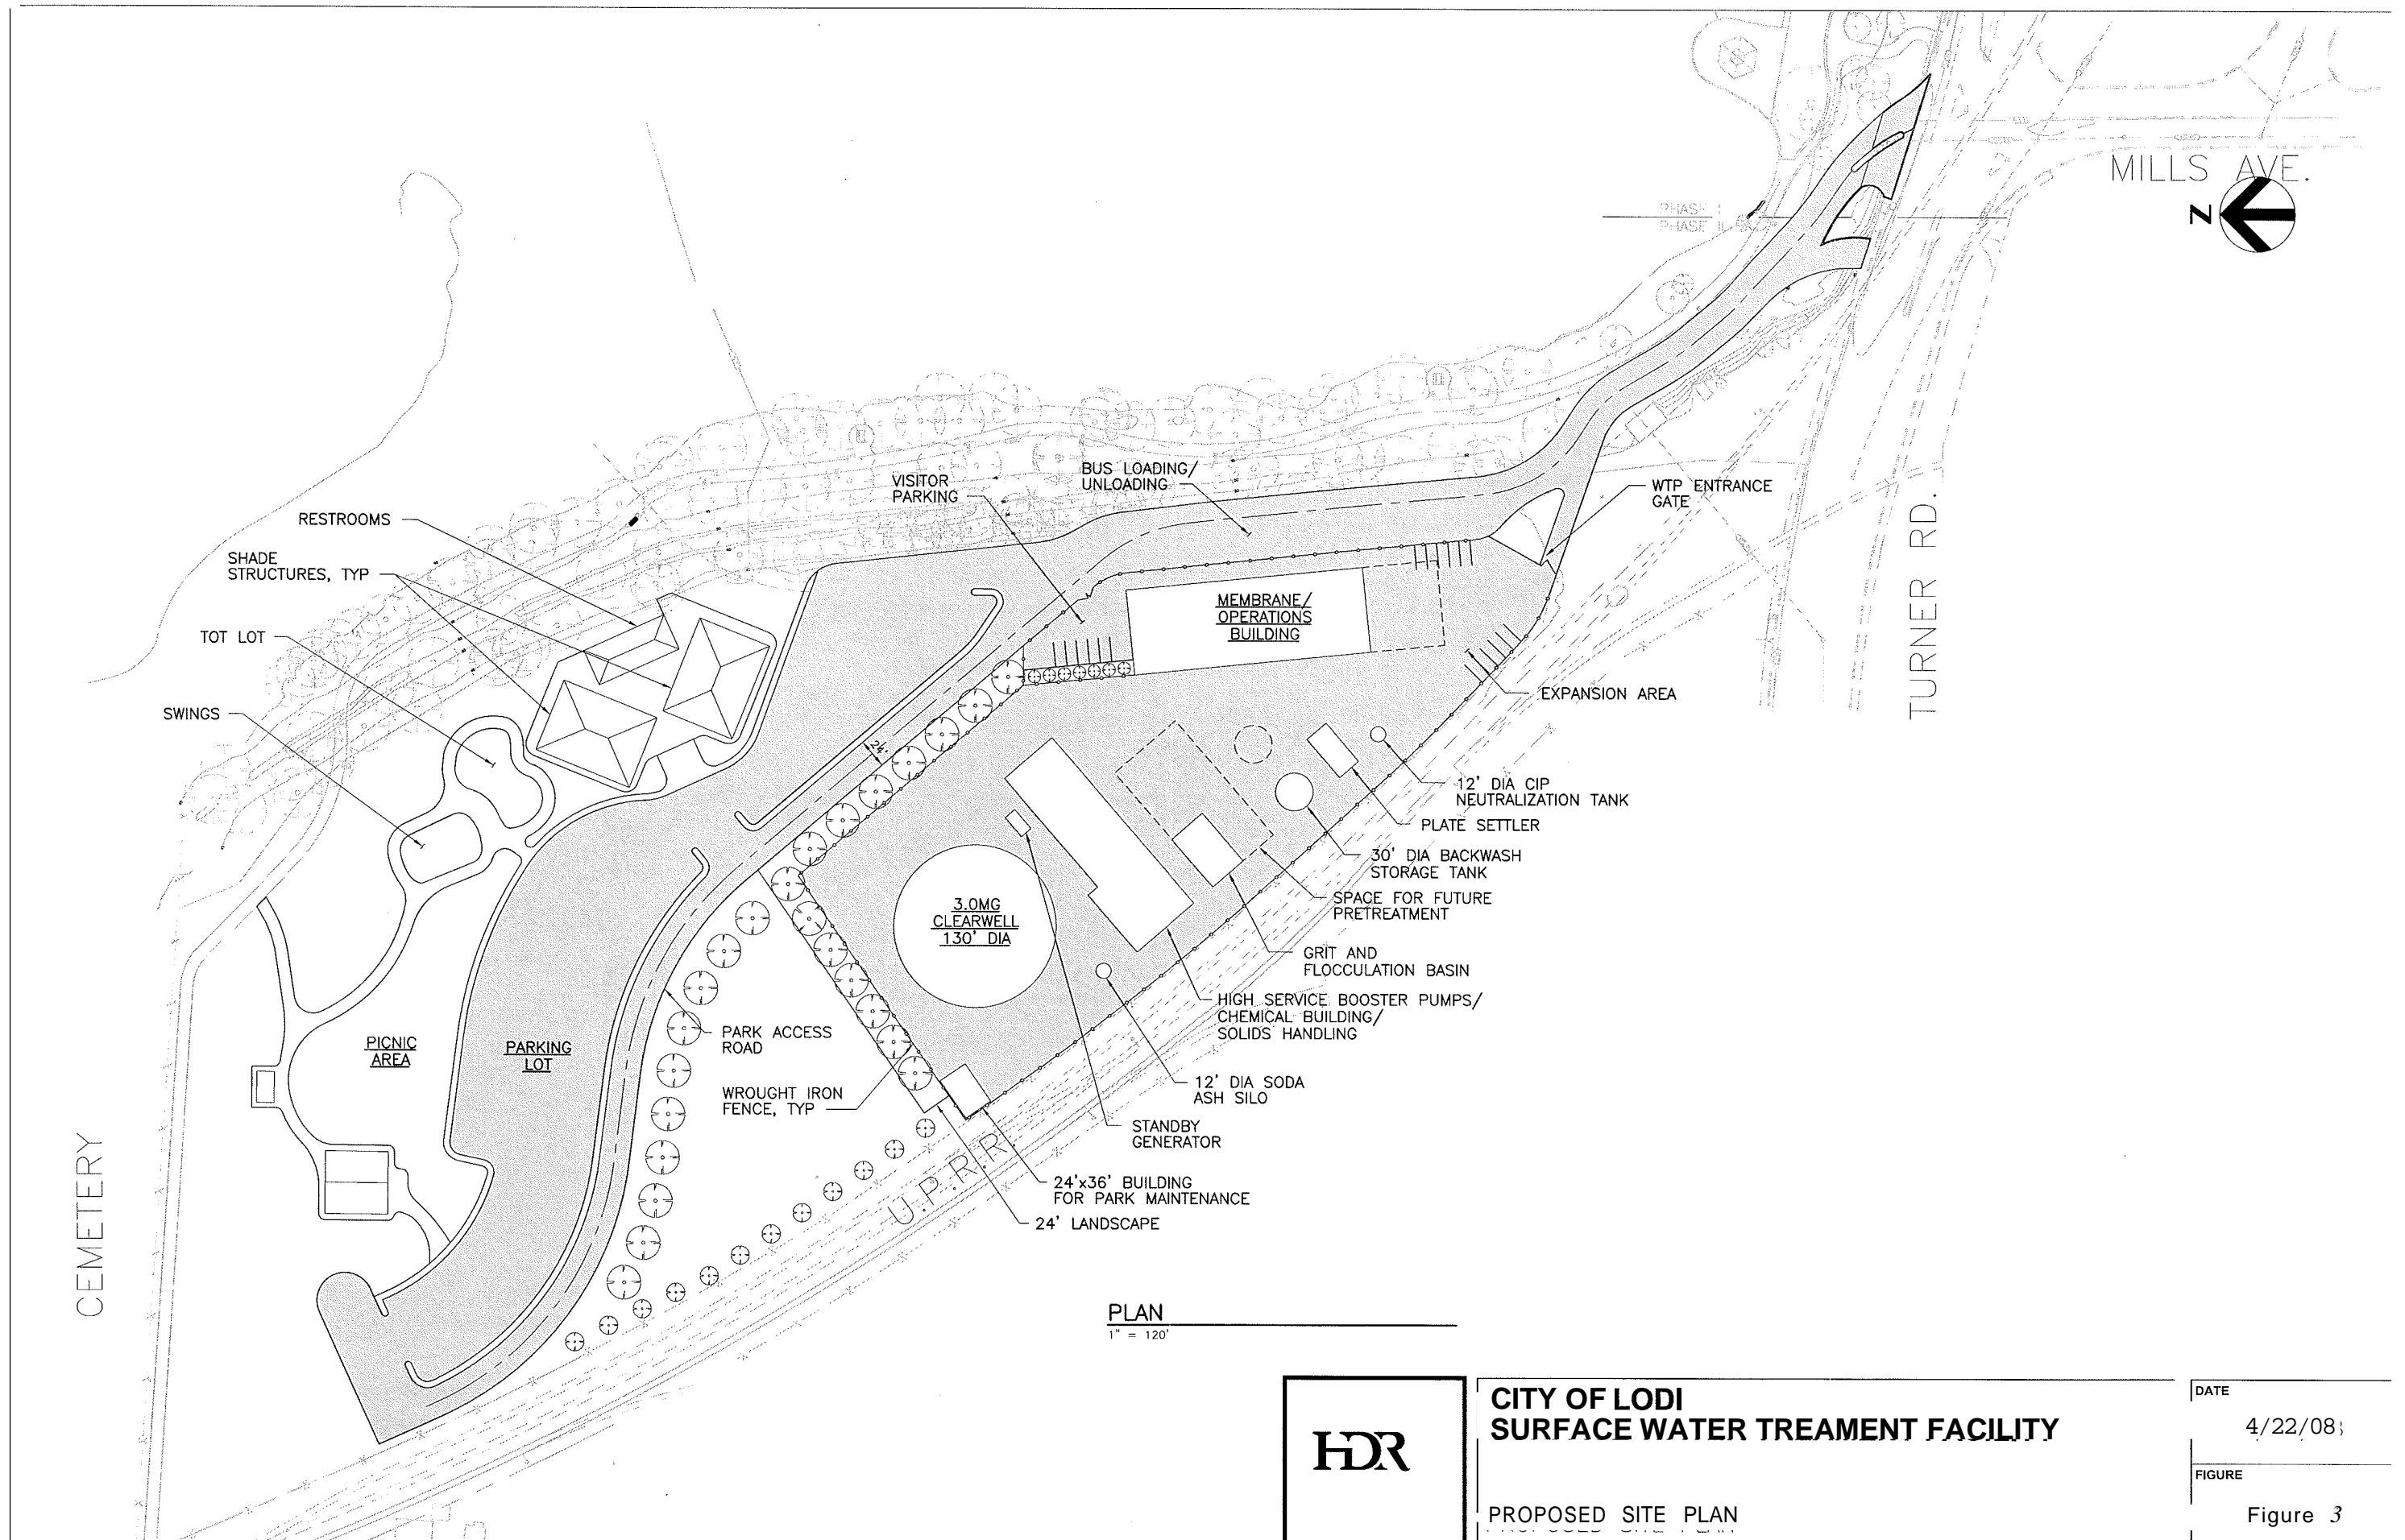 MILLS AVE.
N
PHASE I
PHASE II
BUS LOADING/
UNLOADING
VISITOR
PARKING
WTP ENTRANCE
GATE
RESTROOMS
SHADE
STRUCTURES, TYP
TURNER RD.
MEMBRANE/
OPERATIONS
BUILDING
TOT LOT
EXPANSION AREA
SWINGS
24'
12' DIA CIP
NEUTRALIZATION TANK
PLATE SETTLER
30' DIA BACKWASH
STORAGE TANK
SPACE FOR FUTURE
PRETREATMENT
3.0MG
CLEARWELL
130' DIA
GRIT AND
FLOCCULATION BASIN
HIGH SERVICE BOOSTER PUMPS/
CHEMICAL BUILDING/
SOLIDS HANDLING
PARK ACCESS
ROAD
PICNIC
AREA
PARKING
LOT
WROUGHT IRON
FENCE, TYP
12' DIA SODA
ASH SILO
STANDBY
GENERATOR
24'x36' BUILDING
FOR PARK MAINTENANCE
24' LANDSCAPE
U.P.R.R.
CEMETERY
PLAN
1" = 120'
HDR
CITY OF LODI
SURFACE WATER TREAMENT FACILITY
PROPOSED SITE PLAN
DATE
4/22/08
FIGURE
Figure 3